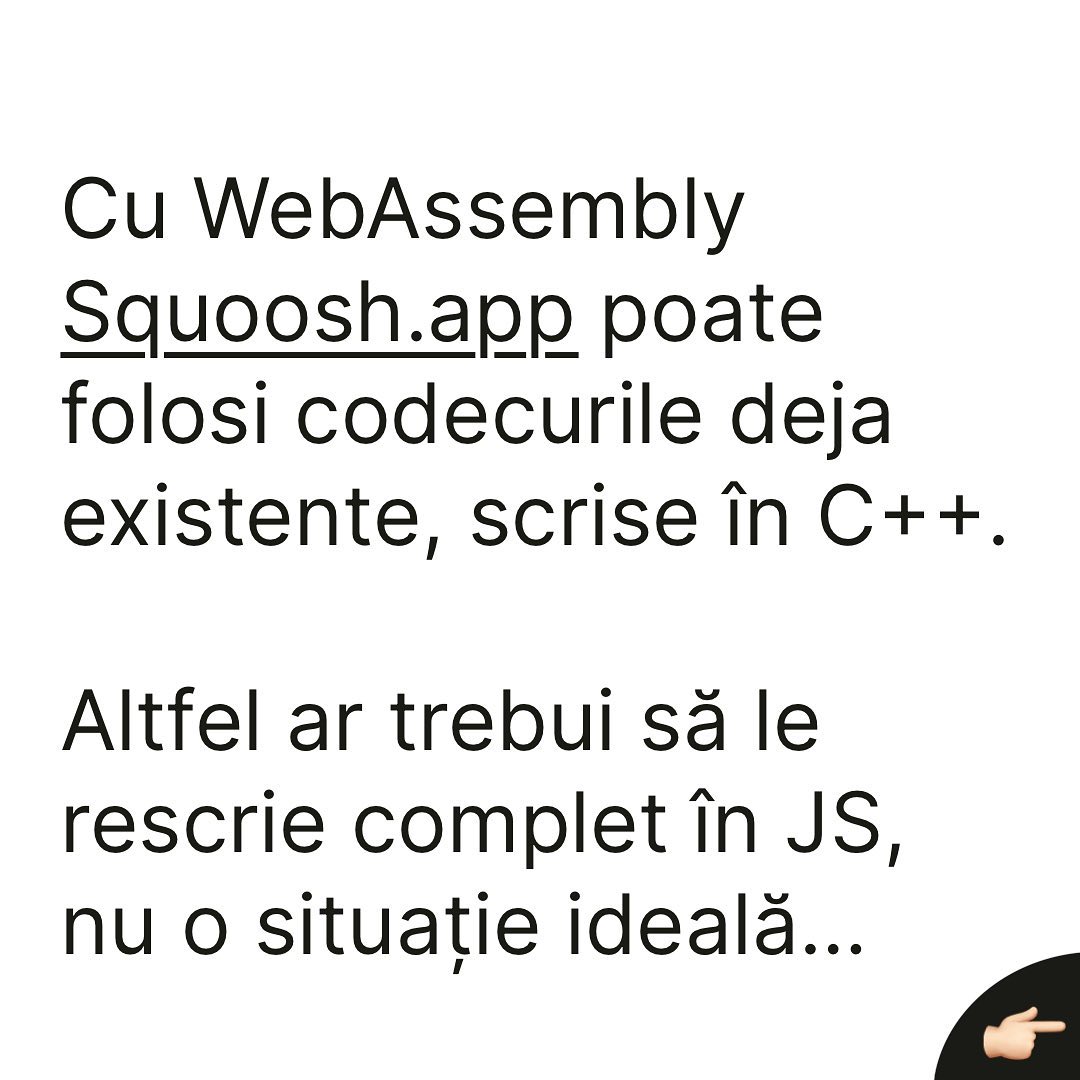 Cu WebAssembly
Squoosh.app poate
folosi codecurile deja
existente, scrise în C++.
Altfel ar trebui să le
rescrie complet în JS,
nu o situație ideală...